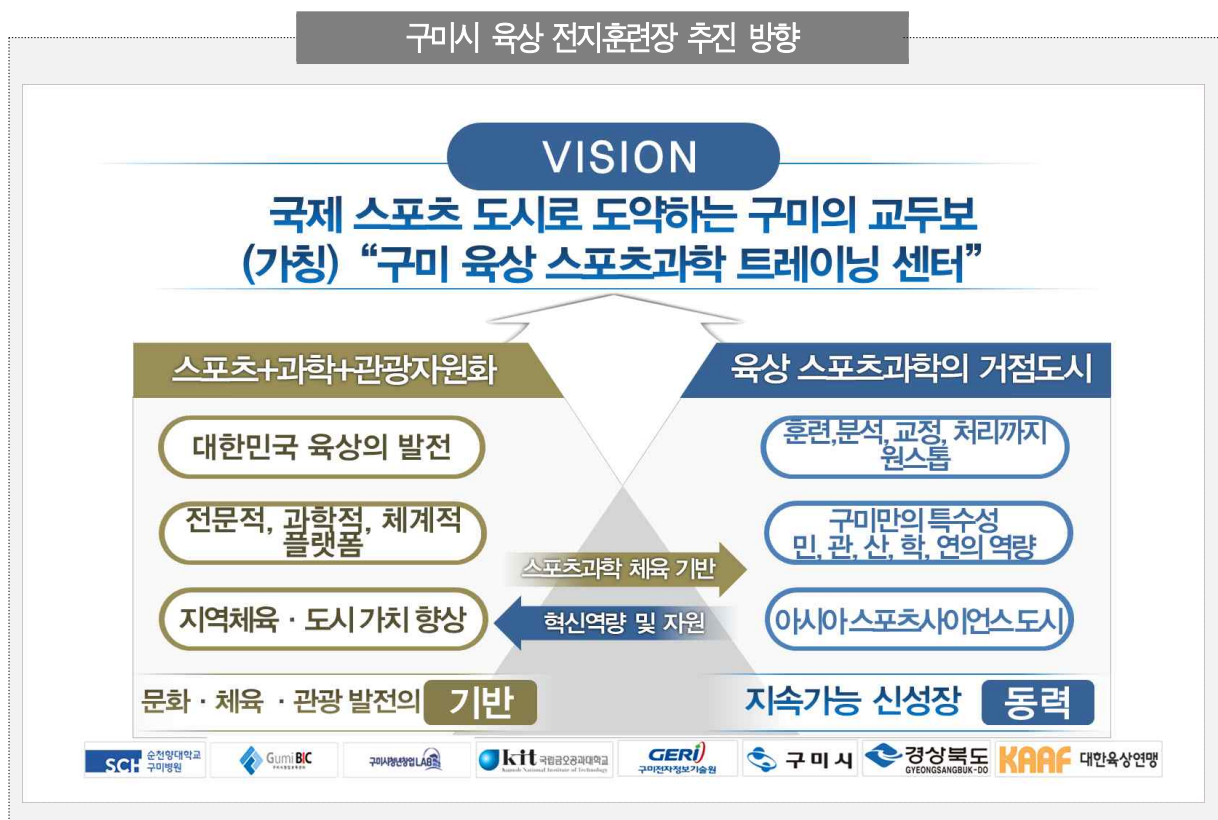 구미시 육상 전지훈련장 추진 방향
VISION
국제 스포츠 도시로 도약하는 구미의 교두보
(가칭) “구미 육상 스포츠과학 트레이닝 센터”
스포츠+과학+관광자원화
대한민국 육상의 발전
전문적, 과학적, 체계적
플랫폼
지역체육 · 도시 가치 향상
문화 · 체육 · 관광 발전의 기반
스포츠과학 체육 기반
혁신역량 및 자원
육상 스포츠과학의 거점도시
훈련,분석, 교정, 처리까지
원스톱
구미만의 특수성
민, 관, 산, 학, 연의 역량
아시아 스포츠사이언스 도시
지속가능 신성장 동력
SCH 순천향대학교
구미병원
Gumi BIC
구미시청년창업LAB
kit 국립금오공과대학교
Kumoh National Institute of Technology
GERI
구미전자정보기술원
구미시
경상북도
GYEONGSANGBUK-DO
KAAF 대한육상연맹